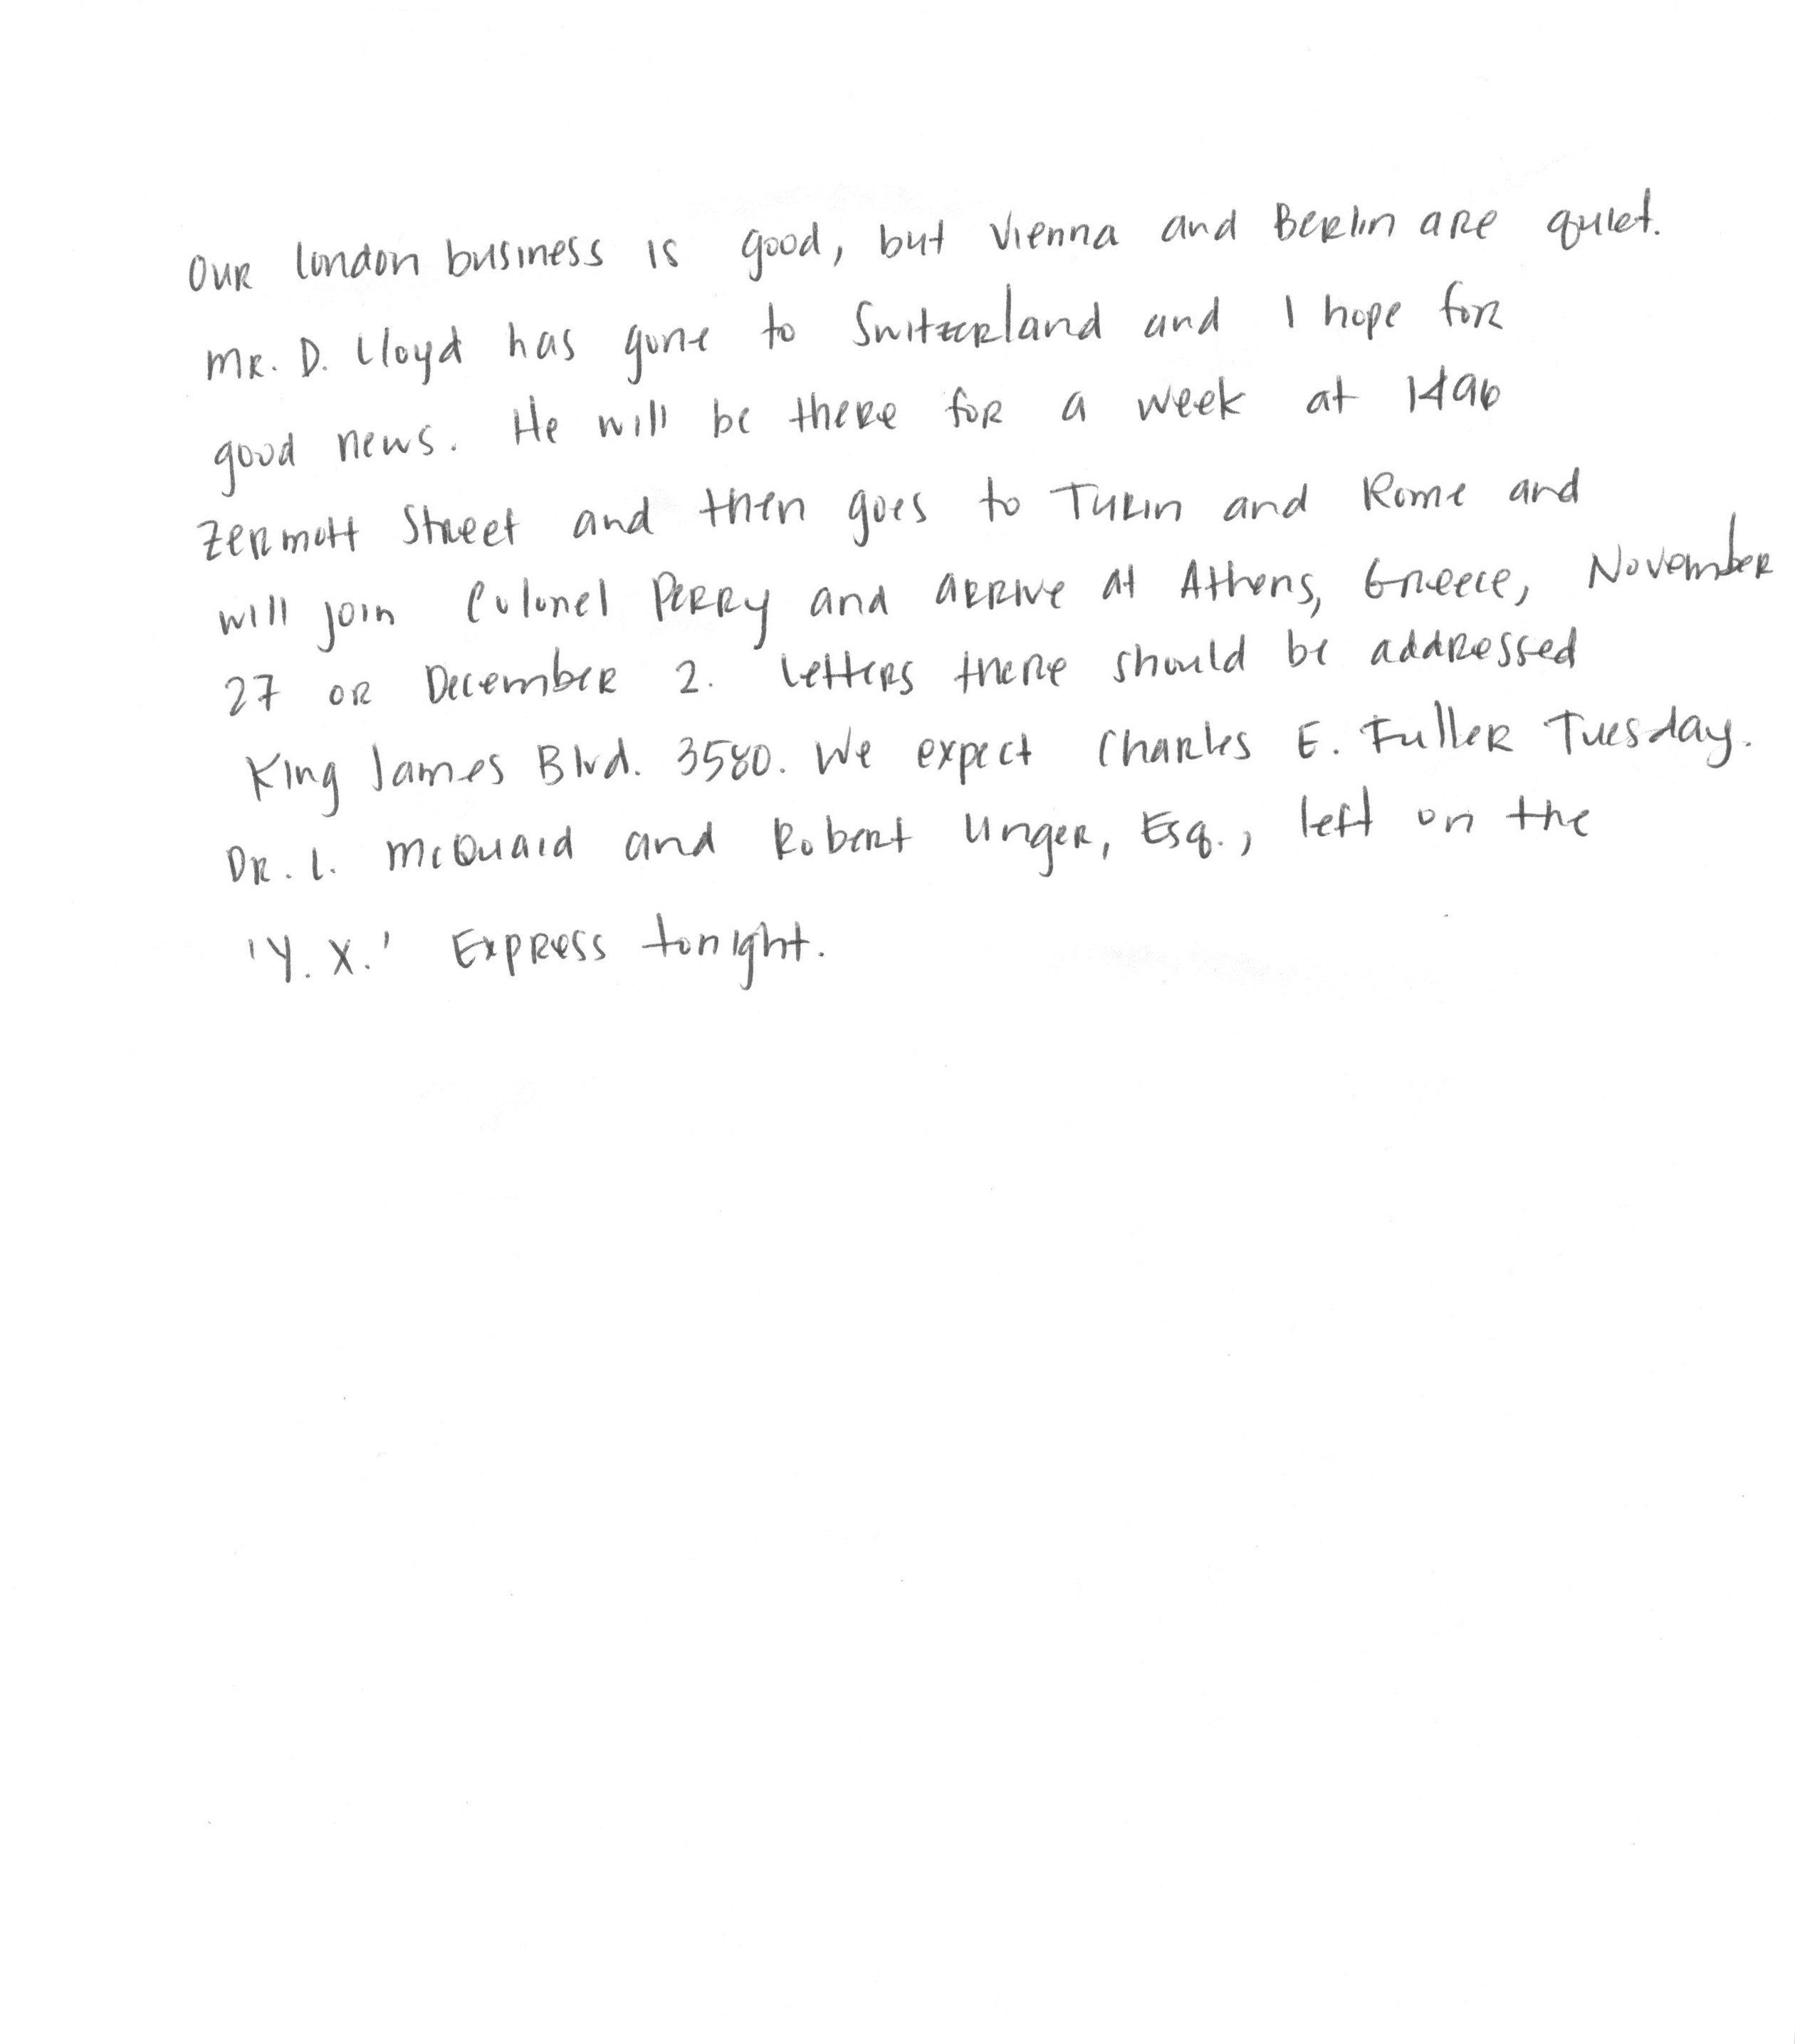 Our london business is good, but Vienna and Berlin are quiet.
Mr. D. Lloyd has gone to Switzerland and I hope for
good news. He will be there for a week at 1496
Zermott Street and then goes to Turin and Rome and
will join Colonel Perry and arrive at Athens, Greece, November
27 or December 2. Letters there should be addressed
King James Blvd. 3580. We expect Charles E. Fuller Tuesday.
Dr. L. McQuaid and Robert Unger, Esq., left on the
'Y. X.' Express tonight.